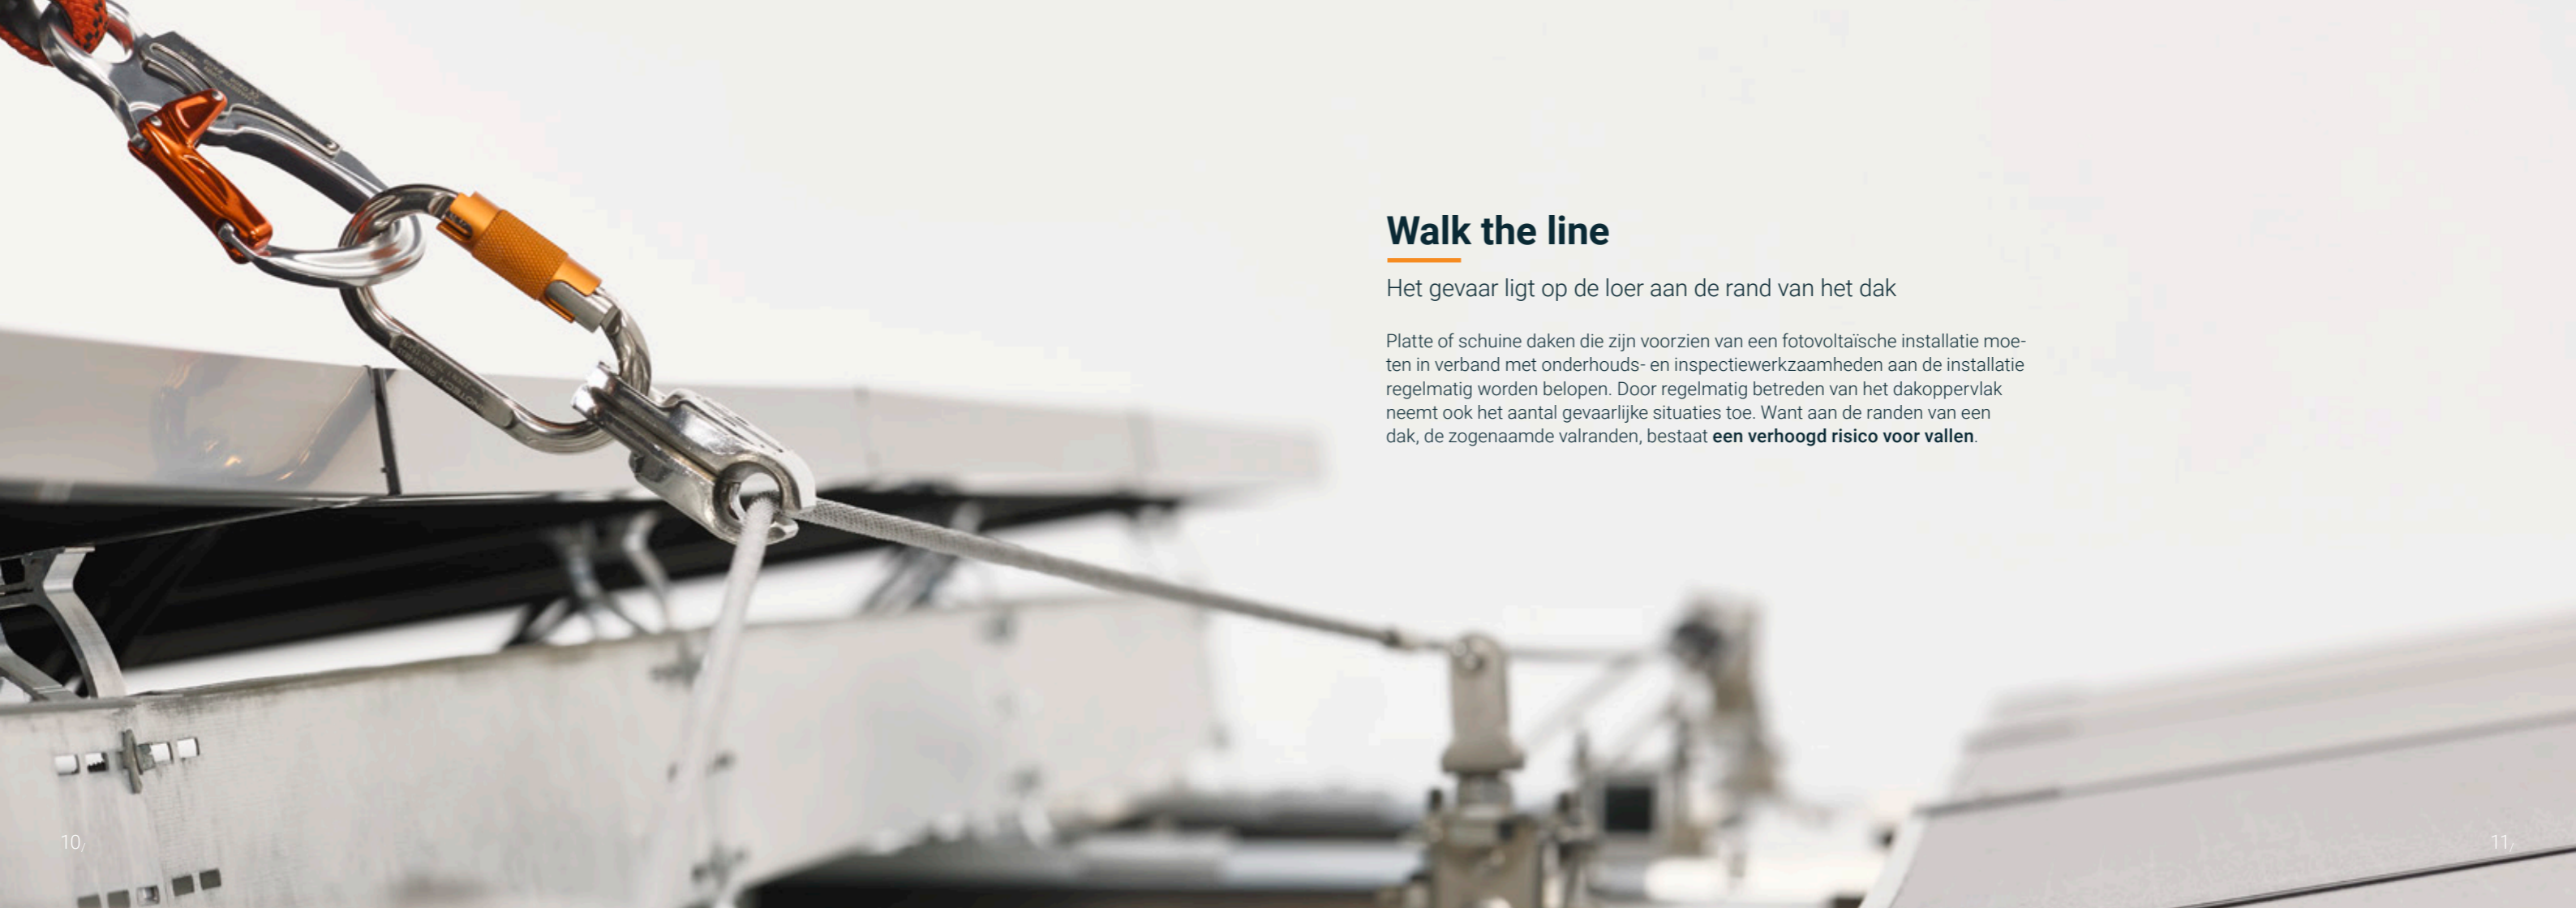 Walk the line
Het gevaar ligt op de loer aan de rand van het dak
Platte of schuine daken die zijn voorzien van een fotovoltaïsche installatie moe-
ten in verband met onderhouds- en inspectiewerkzaamheden aan de installatie
regelmatig worden belopen. Door regelmatig betreden van het dakoppervlak
neemt ook het aantal gevaarlijke situaties toe. Want aan de randen van een
dak, de zogenaamde valranden, bestaat een verhoogd risico voor vallen.
10/
11/